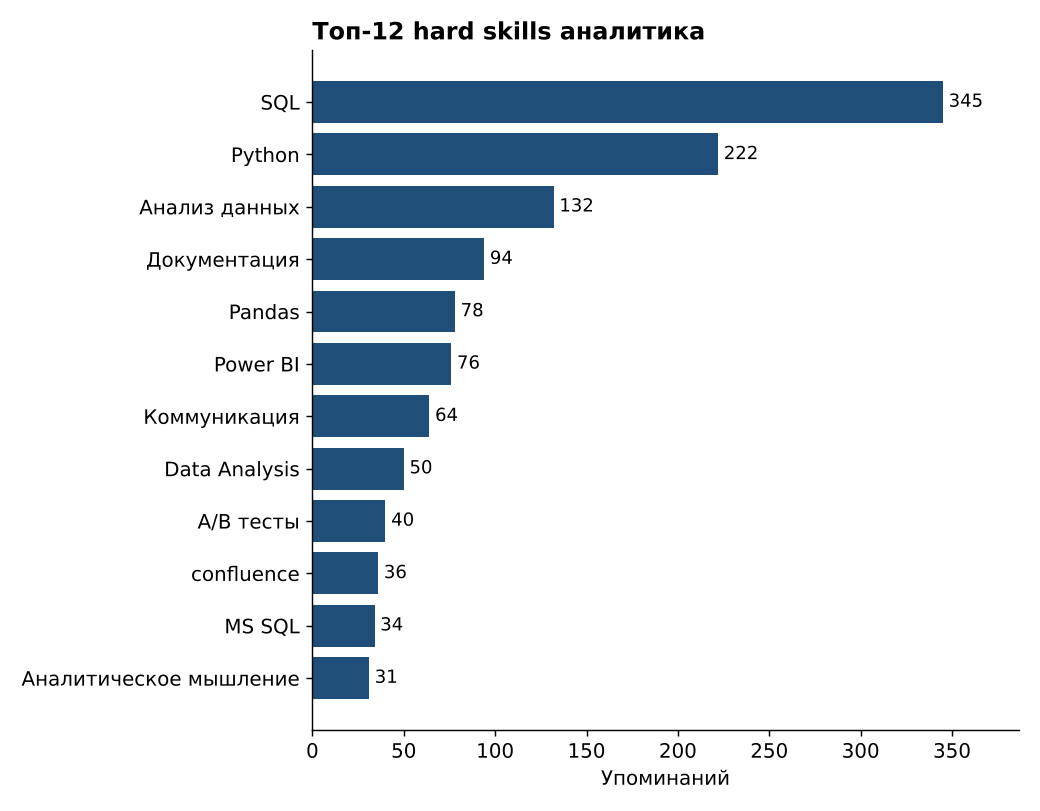 Топ-12 hard skills аналитика
SQL 345
Python 222
Анализ данных 132
Документация 94
Pandas 78
Power BI 76
Коммуникация 64
Data Analysis 50
A/B тесты 40
confluence 36
MS SQL 34
Аналитическое мышление 31
0 50 100 150 200 250 300 350
Упоминаний